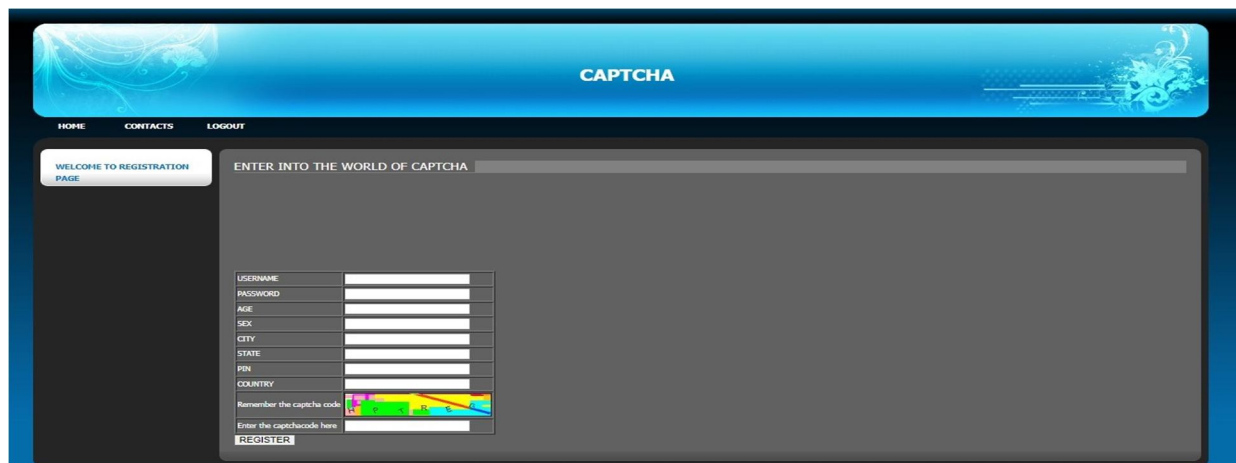 CAPTCHA
HOME CONTACTS LOGOUT
WELCOME TO REGISTRATION
PAGE
ENTER INTO THE WORLD OF CAPTCHA
USERNAME
PASSWORD
AGE
SEX
CITY
STATE
PIN
COUNTRY
Remember the captcha code
Enter the captchacode here
REGISTER